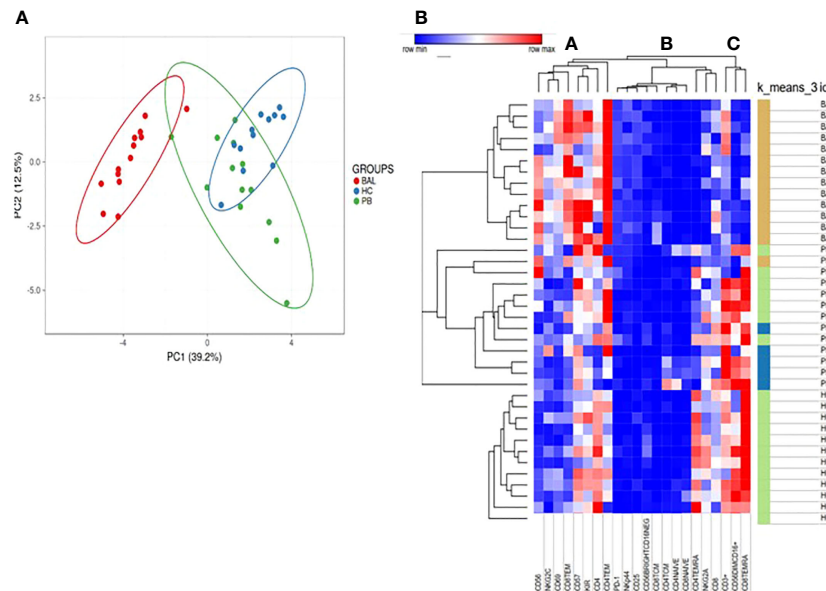 A
2.5
0.0
-2.5
-5.0
PC2 (12.5%)
-4
0
4
PC1 (39.2%)
GROUPS
BAL
HC
PB
B
row min
row max
A
B
C
k_means_3
CD56
NKG2C
CD69
CD8TEM
CD57
KIR
CD4
CD4TEM
PD-1
NKp44
CD25
CD56BRIGHTCD16NEG
CD8TCM
CD4TCM
CD4NAIVE
CD8NAIVE
CD4TEMRA
NKG2A
CD8
CD3+
CD56DIMCD16+
CD8TEMRA